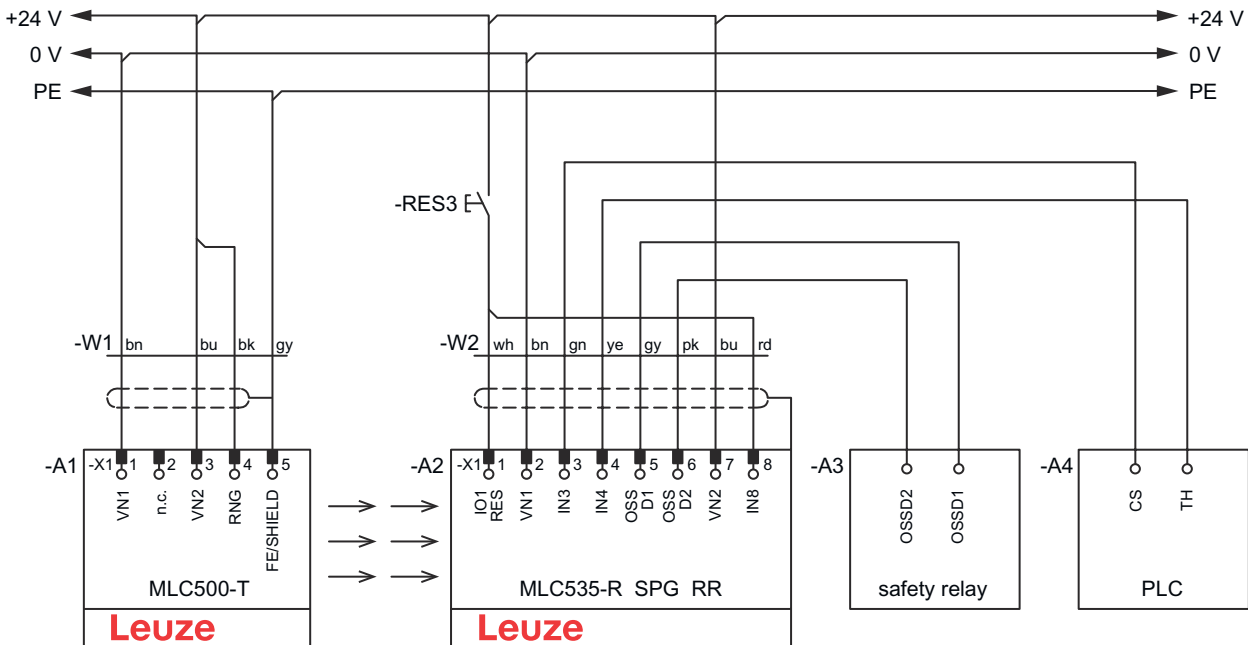 +24 V +24 V
0 V 0 V
PE PE
-RES3
-W1 bn bu bk gy -W2 wh bn gn ye gy pk bu rd
-A1 -X1 1 2 3 4 5 -A2 -X1 1 2 3 4 5 6 7 8 -A3 -A4
VN1 n.c. VN2 RNG FE/SHIELD IO1 RES VN1 IN3 IN4 OSS D1 OSS D2 VN2 IN8 OSSD2 OSSD1 CS TH
MLC500-T MLC535-R SPG RR safety relay PLC
Leuze Leuze